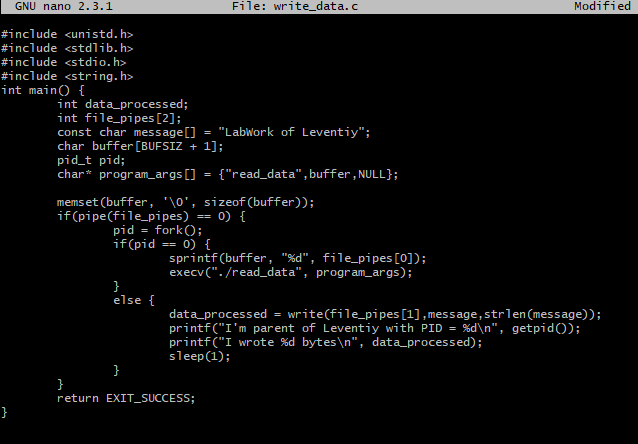 GNU nano 2.3.1 File: write_data.c Modified
#include <unistd.h>
#include <stdlib.h>
#include <stdio.h>
#include <string.h>
int main() {
        int data_processed;
        int file_pipes[2];
        const char message[] = "LabWork of Leventiy";
        char buffer[BUFSIZ + 1];
        pid_t pid;
        char* program_args[] = {"read_data",buffer,NULL};

        memset(buffer, '\0', sizeof(buffer));
        if(pipe(file_pipes) == 0) {
                pid = fork();
                if(pid == 0) {
                        sprintf(buffer, "%d", file_pipes[0]);
                        execv("./read_data", program_args);
                }
                else {
                        data_processed = write(file_pipes[1],message,strlen(message));
                        printf("I'm parent of Leventiy with PID = %d\n", getpid());
                        printf("I wrote %d bytes\n", data_processed);
                        sleep(1);
                }
        }
        return EXIT_SUCCESS;
}